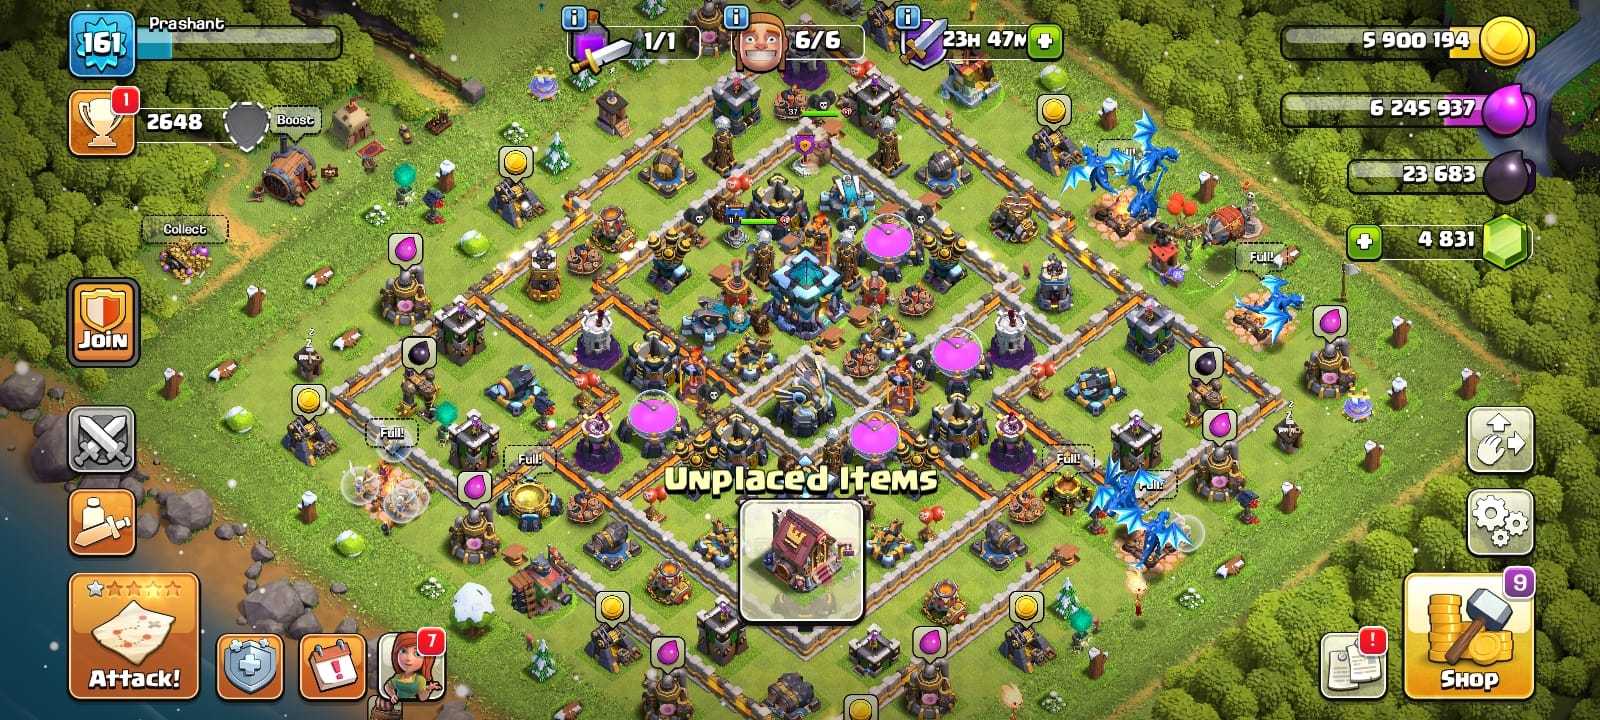 161
Prashant
1/1
6/6
23H 47M
5 900 194
1
2648
Boost
6 245 937
23 683
4 831
Collect
Full!
Join
Full!
Full!
Full!
Full!
Unplaced Items
Attack!
7
9
Shop
!